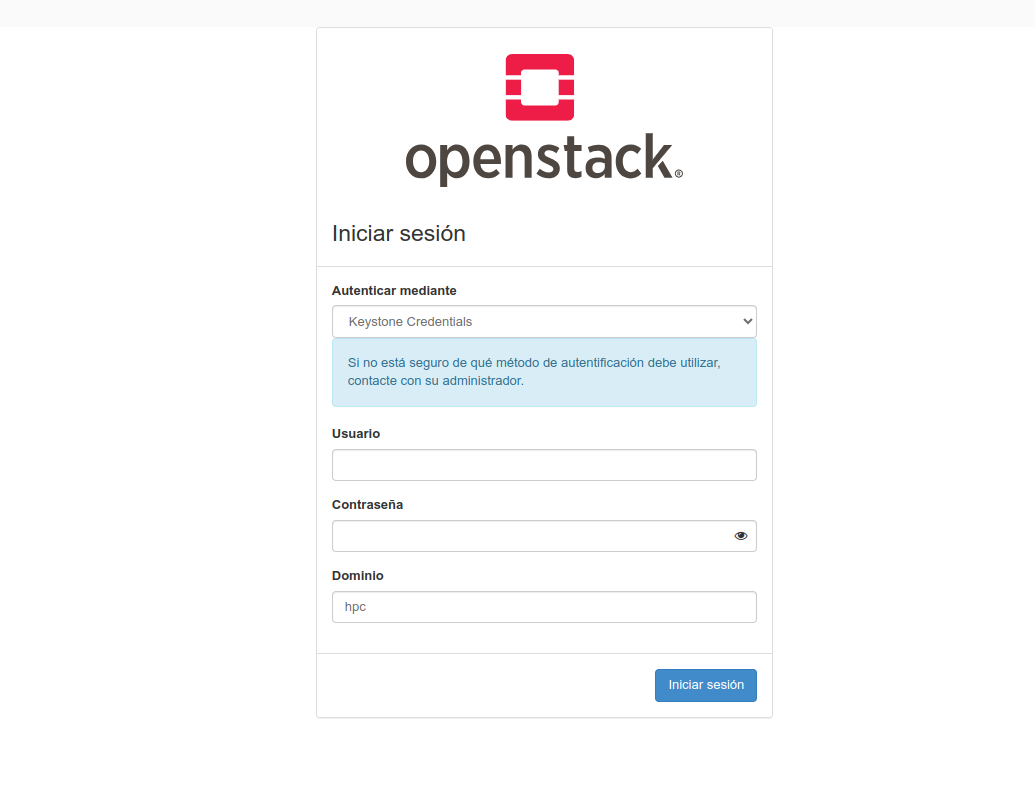 openstack.®
Iniciar sesión
Autenticar mediante
Keystone Credentials
Si no está seguro de qué método de autentificación debe utilizar,
contacte con su administrador.
Usuario
Contraseña
Dominio
hpc
Iniciar sesión